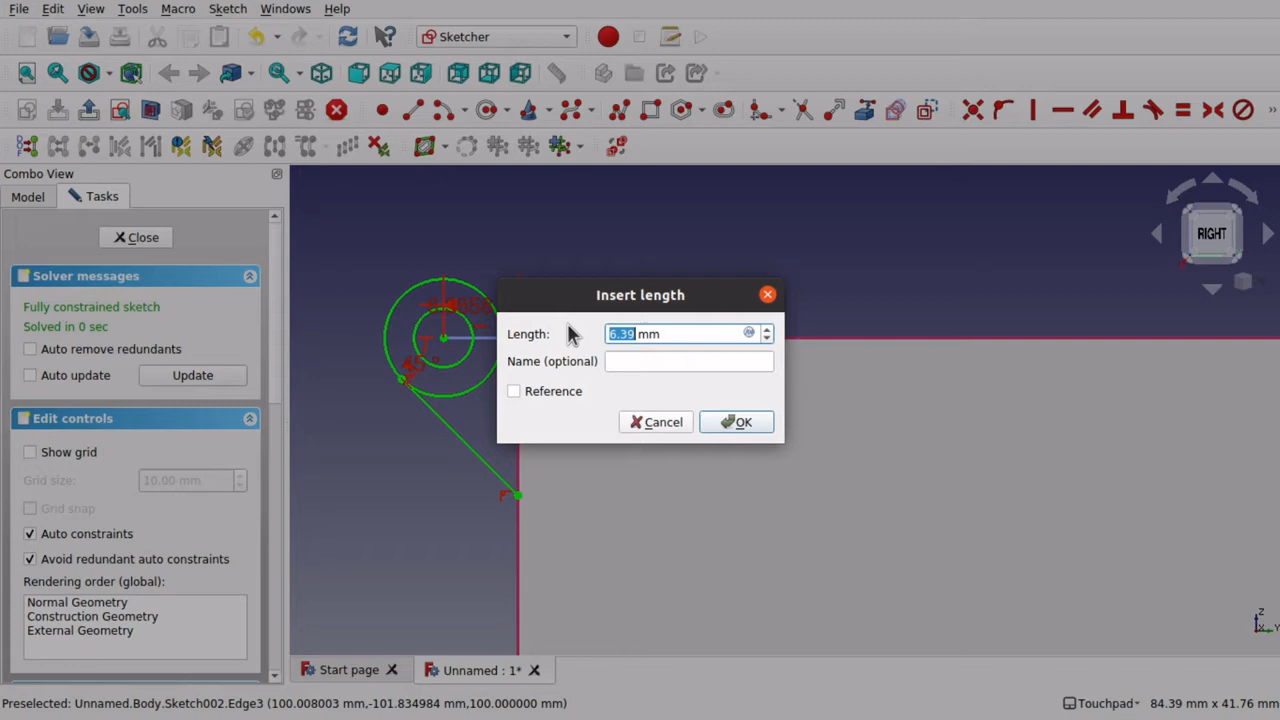 File Edit View Tools Macro Sketch Windows Help
Sketcher
Combo View
Model Tasks
Close
Solver messages
Fully constrained sketch
Solved in 0 sec
Auto remove redundants
Auto update Update
Edit controls
Show grid
Grid size: 10.00 mm
Grid snap
Auto constraints
Avoid redundant auto constraints
Rendering order (global):
Normal Geometry
Construction Geometry
External Geometry
RIGHT
Insert length
Length: 6.39 mm
Name (optional)
Reference
Cancel OK
45 °
Z
X Y
Start page Unnamed : 1*
Preselected: Unnamed.Body.Sketch002.Edge3 (100.008003 mm,-101.834984 mm,100.000000 mm) Touchpad 84.39 mm x 41.76 mm